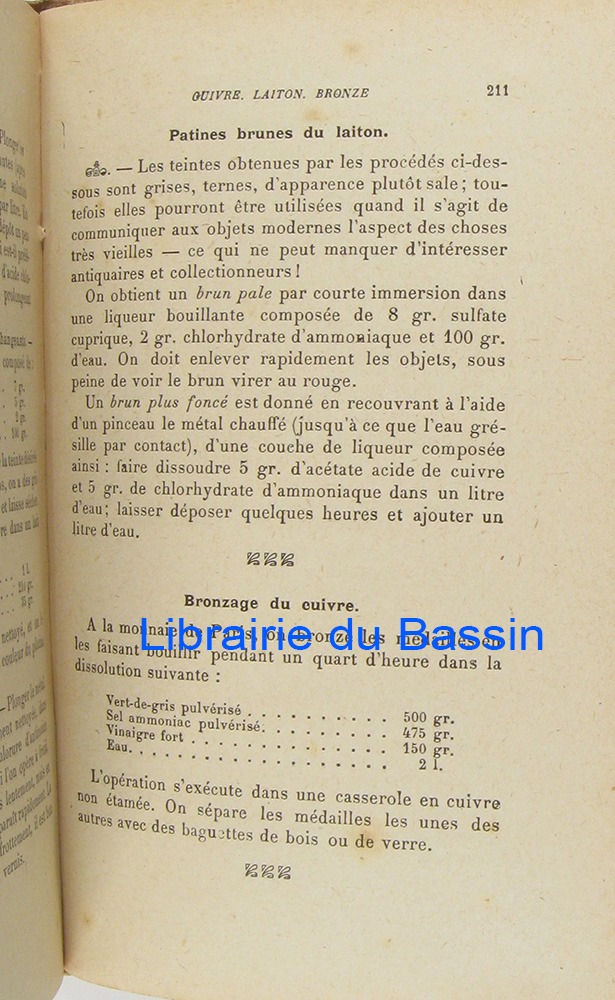 CUIVRE. LAITON. BRONZE 211
Patines brunes du laiton.
— Les teintes obtenues par les procédés ci-des-
sous sont grises, ternes, d'apparence plutôt sale; tou-
tefois elles pourront être utilisées quand il s'agit de
communiquer aux objets modernes l'aspect des choses
très vieilles — ce qui ne peut manquer d'intéresser
antiquaires et collectionneurs !
On obtient un brun pale par courte immersion dans
une liqueur bouillante composée de 8 gr. sulfate
cuprique, 2 gr. chlorhydrate d'ammoniaque et 100 gr.
d'eau. On doit enlever rapidement les objets, sous
peine de voir le brun virer au rouge.
Un brun plus foncé est donné en recouvrant à l'aide
d'un pinceau le métal chauffé (jusqu'à ce que l'eau gré-
sille par contact), d'une couche de liqueur composée
ainsi : faire dissoudre 5 gr. d'acétate acide de cuivre
et 5 gr. de chlorhydrate d'ammoniaque dans un litre
d'eau; laisser déposer quelques heures et ajouter un
litre d'eau.
Bronzage du cuivre.
A la monnaie de Paris, on bronze les médailles en
Librairie du Bassin
les faisant bouillir pendant un quart d'heure dans la
dissolution suivante :
Vert-de-gris pulvérisé . . . . . . . . . 500 gr.
Sel ammoniac pulvérisé. . . . . . . . 475 gr.
Vinaigre fort . . . . . . . . . . . . . 150 gr.
Eau. . . . . . . . . . . . . . . . . 2 l.
L'opération s'exécute dans une casserole en cuivre
non étamée. On sépare les médailles les unes des
autres avec des baguettes de bois ou de verre.